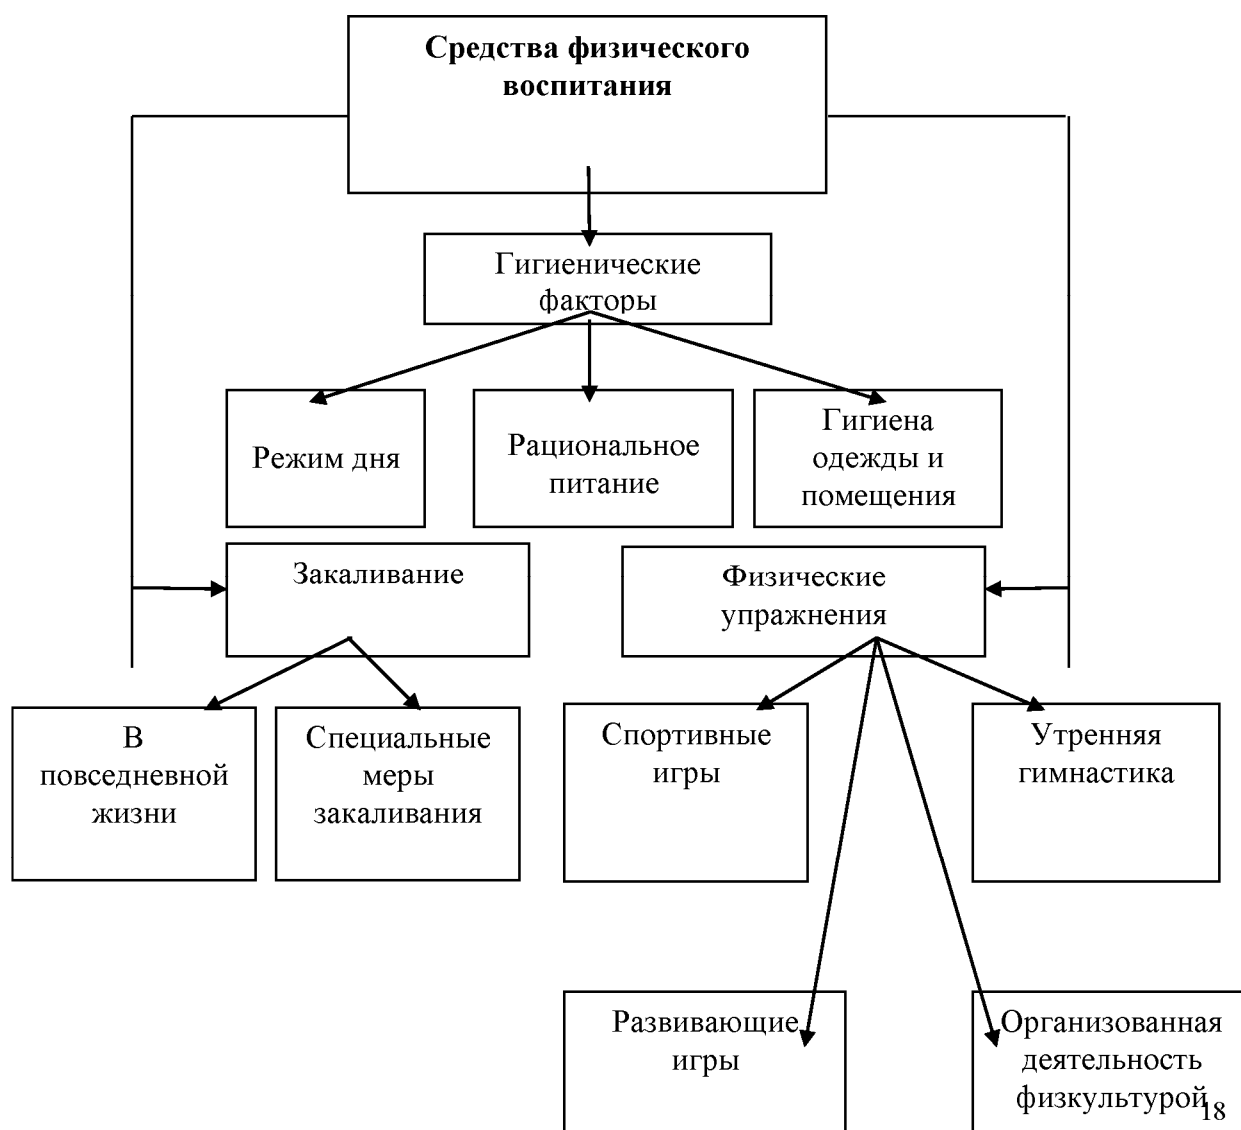 Средства физического
воспитания
Гигиенические
факторы
Режим дня
Рациональное
питание
Гигиена
одежды и
помещения
Закаливание
Физические
упражнения
В
повседневной
жизни
Специальные
меры
закаливания
Спортивные
игры
Утренняя
гимнастика
Развивающие
игры
Организованная
деятельность
физкультурой
18